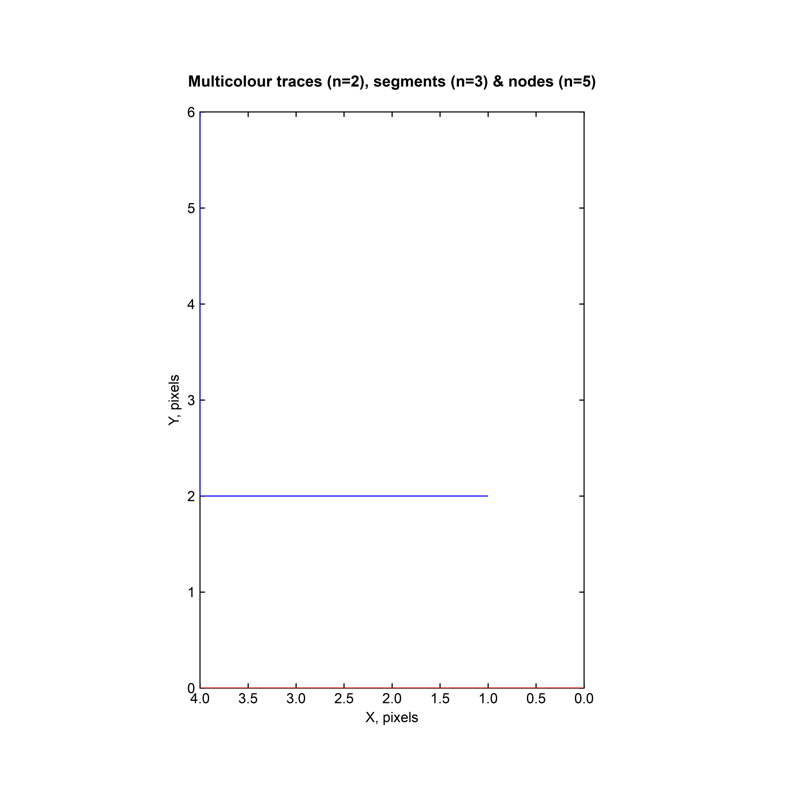 Multicolour traces (n=2), segments (n=3) & nodes (n=5)
6
5
4
3
2
1
0
Y, pixels
4.0 3.5 3.0 2.5 2.0 1.5 1.0 0.5 0.0
X, pixels